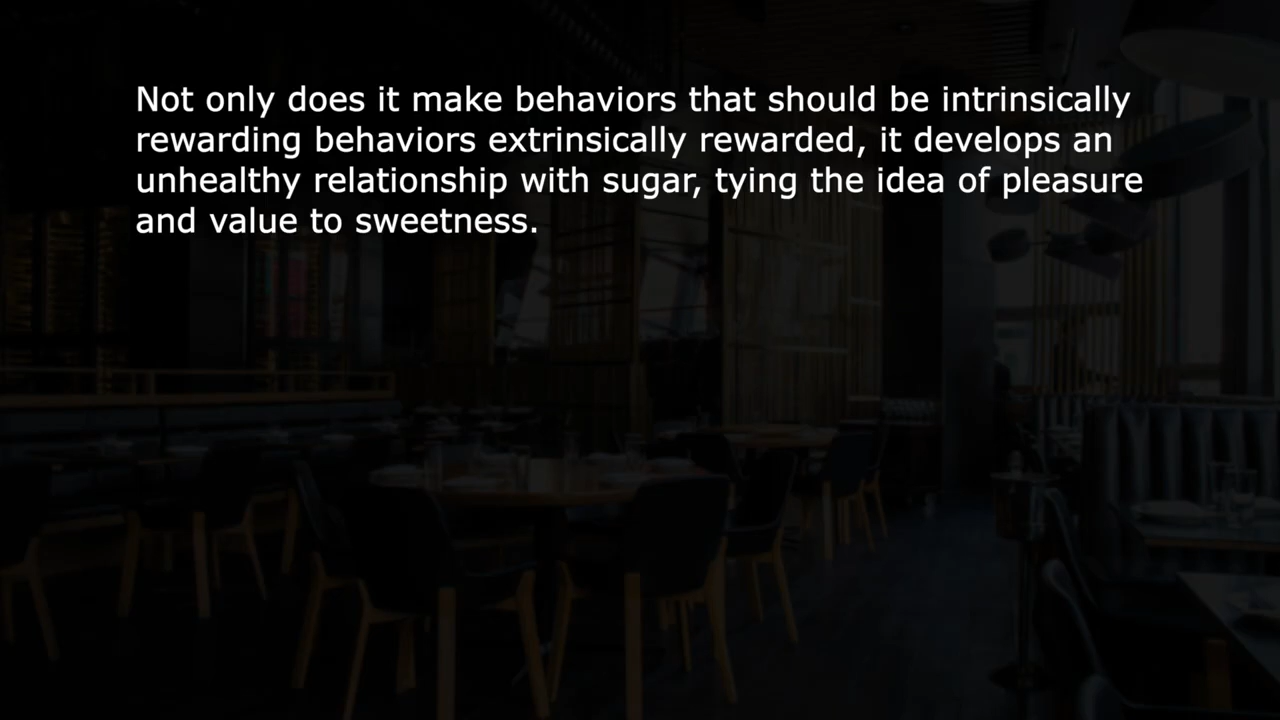 Not only does it make behaviors that should be intrinsically
rewarding behaviors extrinsically rewarded, it develops an
unhealthy relationship with sugar, tying the idea of pleasure
and value to sweetness.